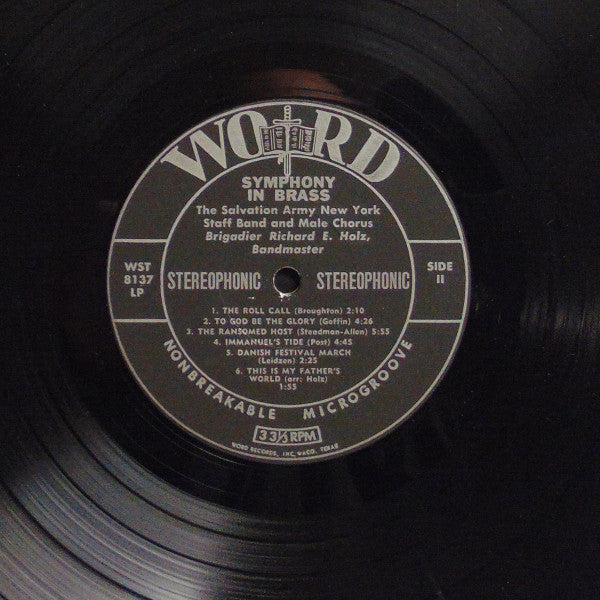 WORD
SYMPHONY
IN BRASS
The Salvation Army New York
Staff Band and Male Chorus
Brigadier Richard E. Holz,
Bandmaster
WST
8137
LP
STEREOPHONIC STEREOPHONIC
SIDE
II
1. THE ROLL CALL (Broughton) 2:10
2. TO GOD BE THE GLORY (Goffin) 4:26
3. THE RANSOMED HOST (Steadman-Allen) 5:55
4. IMMANUEL'S TIDE (Post) 4:45
5. DANISH FESTIVAL MARCH
(Leidzen) 2:25
6. THIS IS MY FATHER'S
WORLD (arr: Holz)
1:55
NONBREAKABLE MICROGROOVE
33⅓ RPM
WORD RECORDS, INC. WACO, TEXAS